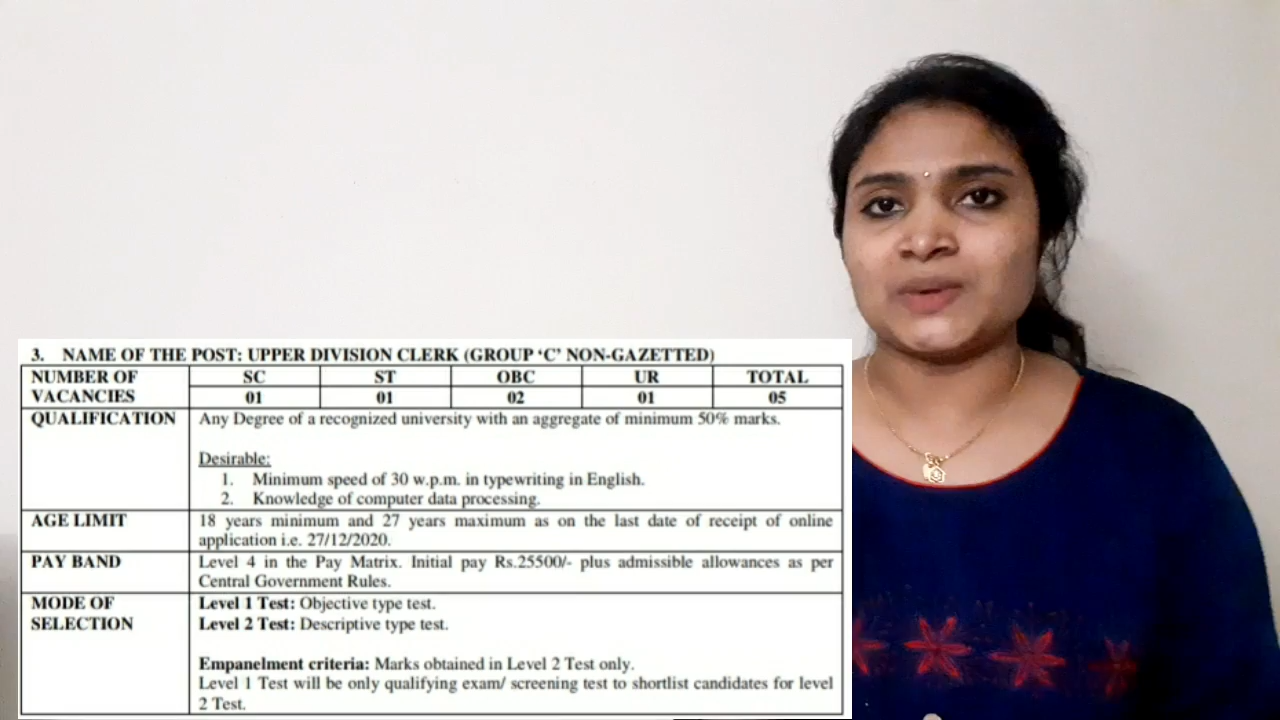 3. NAME OF THE POST: UPPER DIVISION CLERK (GROUP ‘C’ NON-GAZETTED)
NUMBER OF VACANCIES SC ST OBC UR TOTAL
01 01 02 01 05
QUALIFICATION Any Degree of a recognized university with an aggregate of minimum 50% marks.
Desirable:
1. Minimum speed of 30 w.p.m. in typewriting in English.
2. Knowledge of computer data processing.
AGE LIMIT 18 years minimum and 27 years maximum as on the last date of receipt of online
application i.e. 27/12/2020.
PAY BAND Level 4 in the Pay Matrix. Initial pay Rs.25500/- plus admissible allowances as per
Central Government Rules.
MODE OF SELECTION Level 1 Test: Objective type test.
Level 2 Test: Descriptive type test.
Empanelment criteria: Marks obtained in Level 2 Test only.
Level 1 Test will be only qualifying exam/ screening test to shortlist candidates for level
2 Test.